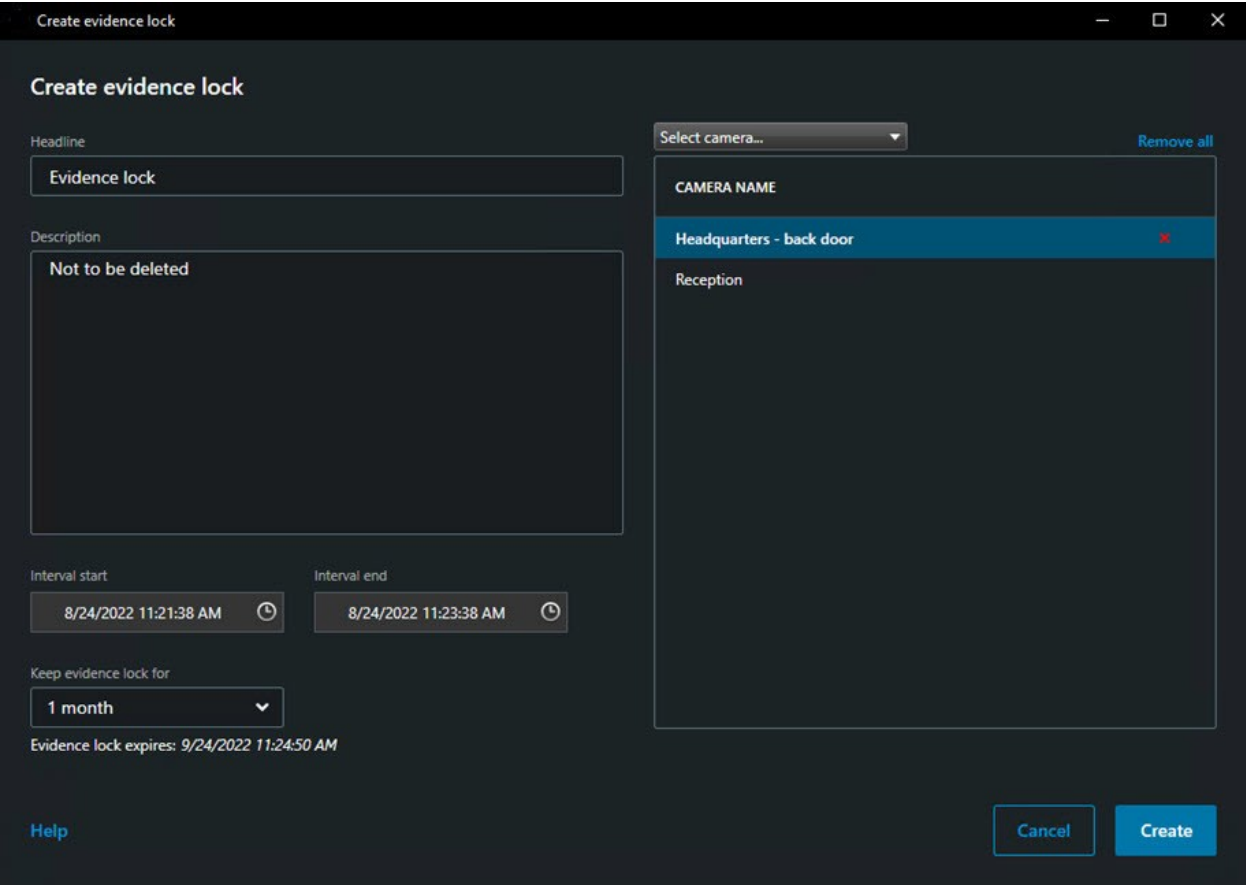 Create evidence lock
Create evidence lock
Headline
Evidence lock
Description
Not to be deleted
Interval start
Interval end
8/24/2022 11:21:38 AM
8/24/2022 11:23:38 AM
Keep evidence lock for
1 month
Evidence lock expires: 9/24/2022 11:24:50 AM
Select camera...
Remove all
CAMERA NAME
Headquarters - back door
Reception
Help
Cancel
Create